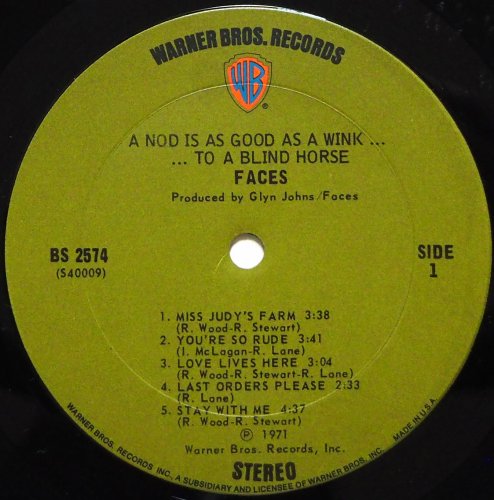 WARNER BROS. RECORDS
WB
A NOD IS AS GOOD AS A WINK ...
... TO A BLIND HORSE
FACES
Produced by Glyn Johns/Faces
BS 2574
(S40009)
SIDE
1
1. MISS JUDY'S FARM 3:38
(R. Wood-R. Stewart)
2. YOU'RE SO RUDE 3:41
(I. McLagan-R. Lane)
3. LOVE LIVES HERE 3:04
(R. Wood-R. Stewart-R. Lane)
4. LAST ORDERS PLEASE 2:33
(R. Lane)
5. STAY WITH ME 4:37
(R. Wood-R. Stewart)
Ⓟ 1971
Warner Bros. Records, Inc.
STEREO
WARNER BROS. RECORDS INC. A SUBSIDIARY AND LICENSEE OF WARNER BROS. INC. MADE IN U.S.A.